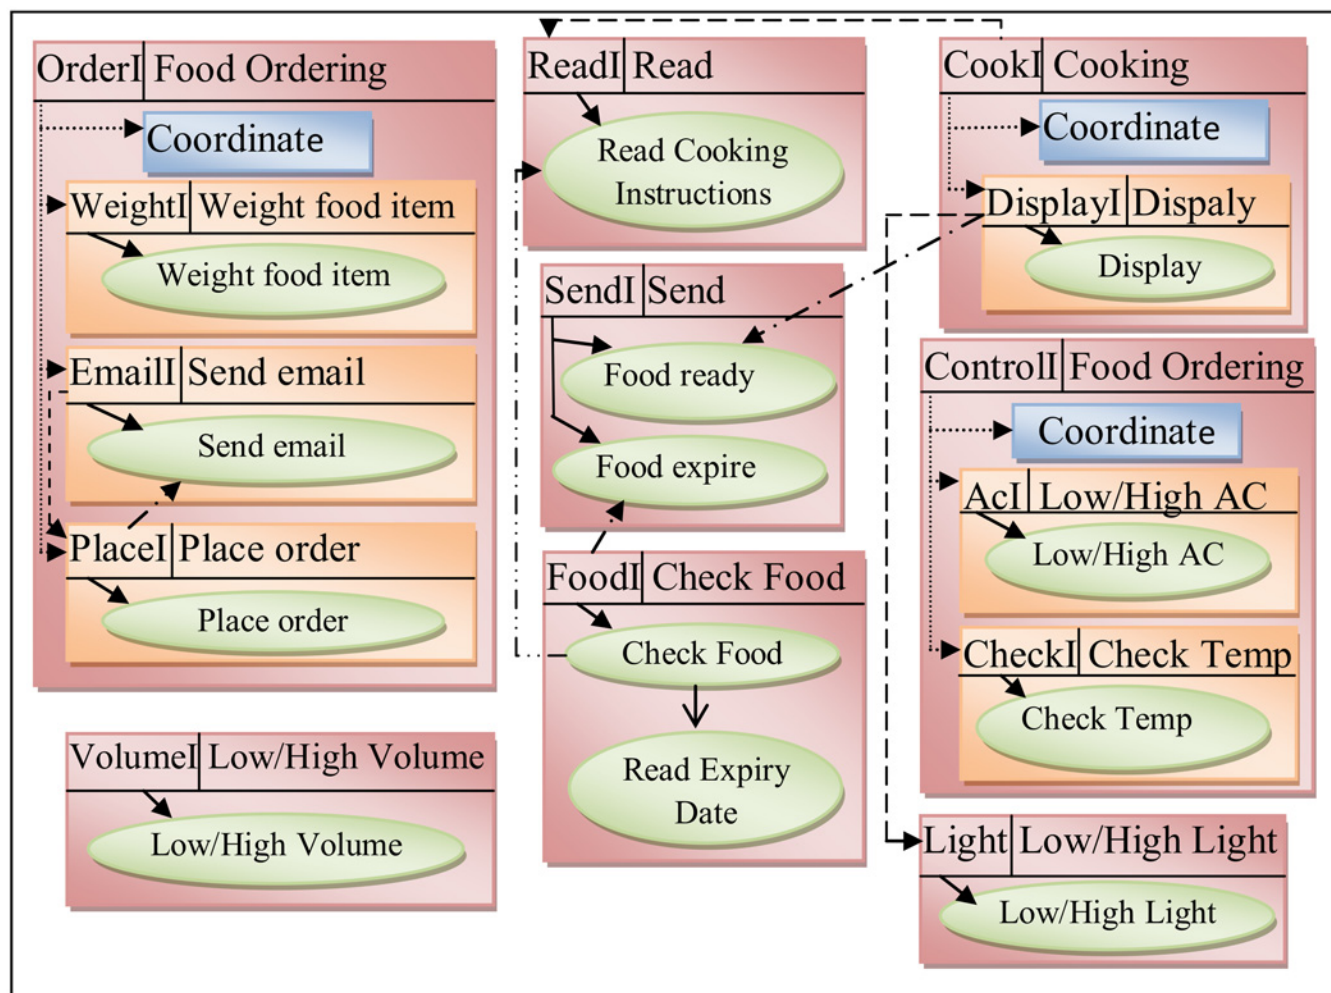 OrderI Food Ordering
Coordinate
WeightI Weight food item
Weight food item
EmailI Send email
Send email
PlaceI Place order
Place order
VolumeI Low/High Volume
Low/High Volume
ReadI Read
Read Cooking
Instructions
SendI Send
Food ready
Food expire
FoodI Check Food
Check Food
Read Expiry
Date
CookI Cooking
Coordinate
DisplayI Dispaly
Display
ControlI Food Ordering
Coordinate
AcI Low/High AC
Low/High AC
CheckI Check Temp
Check Temp
Light Low/High Light
Low/High Light